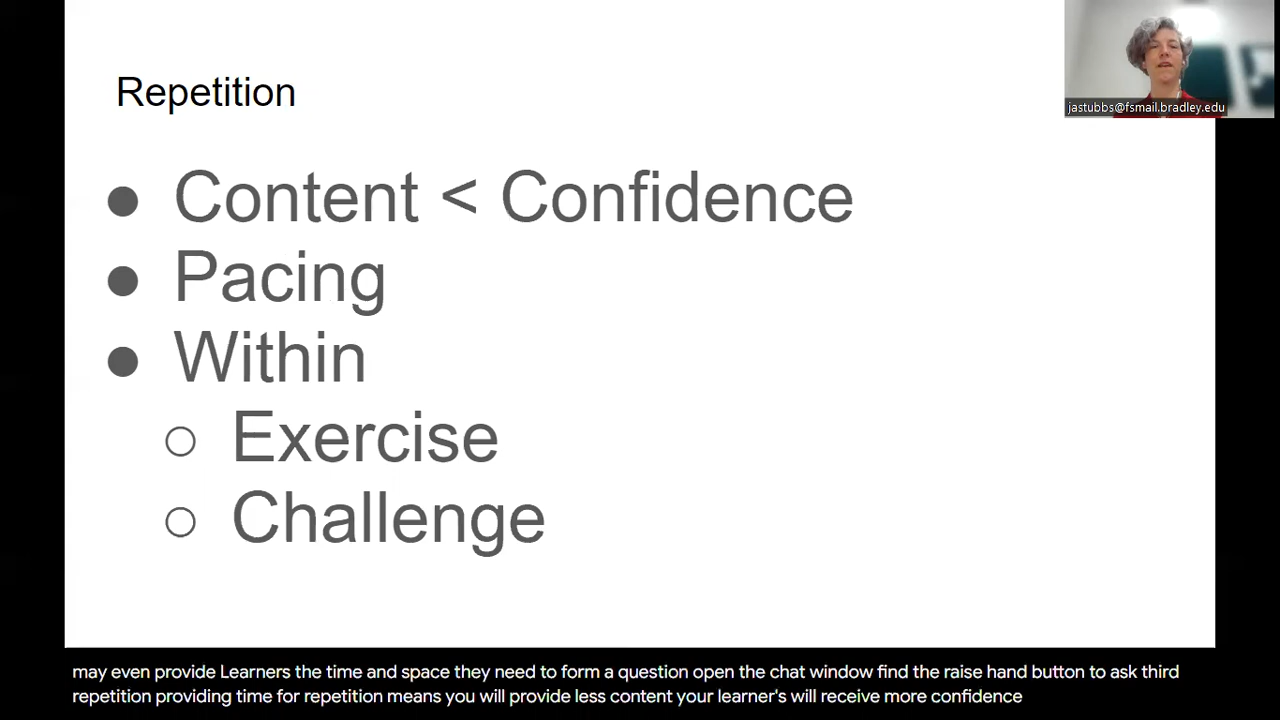 Repetition
jastubbs@fsmail.bradley.edu
● Content < Confidence
● Pacing
● Within
○ Exercise
○ Challenge
may even provide Learners the time and space they need to form a question open the chat window find the raise hand button to ask third
repetition providing time for repetition means you will provide less content your learner's will receive more confidence